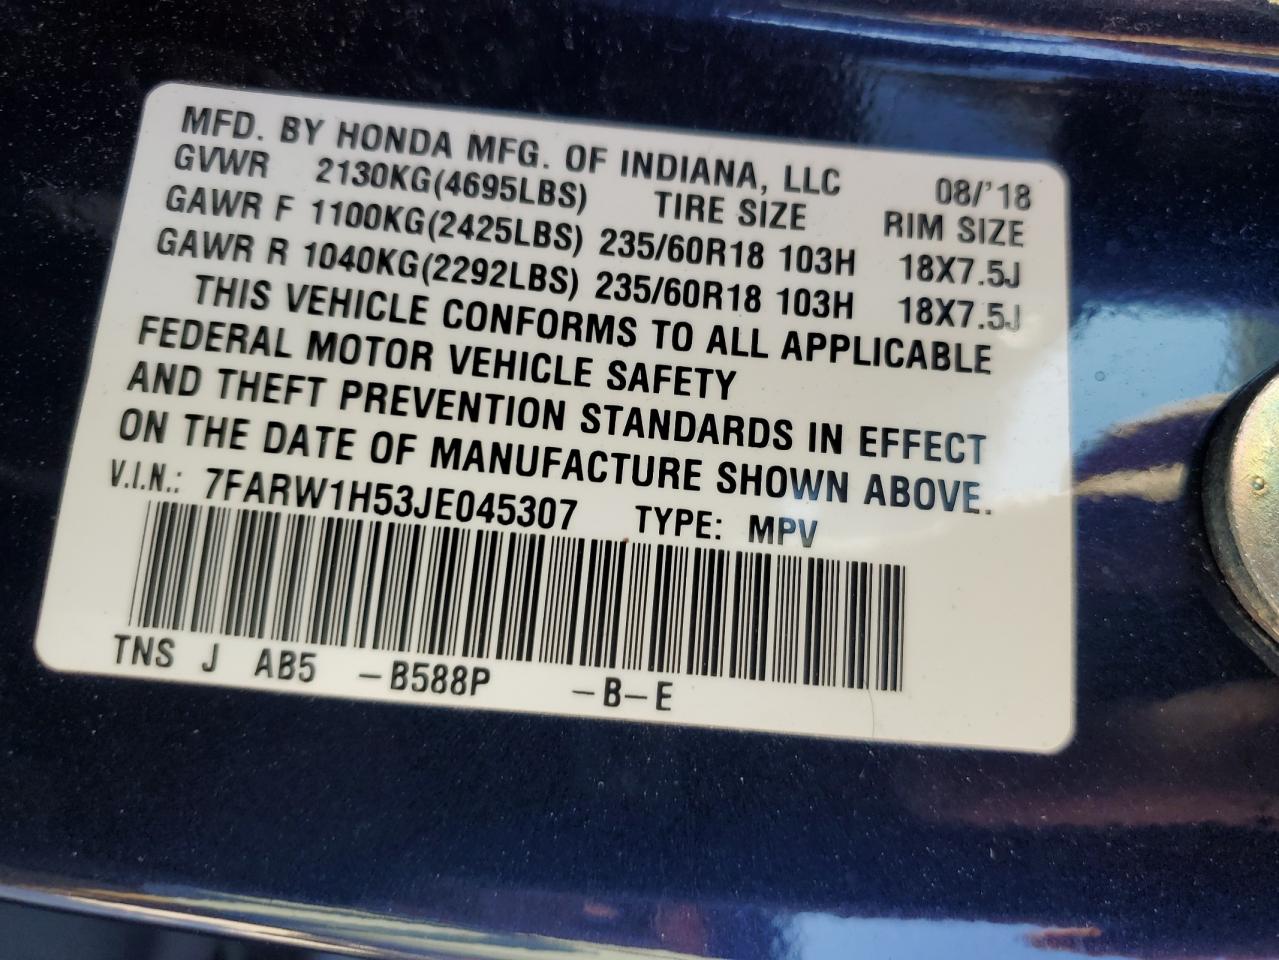 MFD. BY HONDA MFG. OF INDIANA, LLC 08/'18
GVWR 2130KG(4695LBS) TIRE SIZE RIM SIZE
GAWR F 1100KG(2425LBS) 235/60R18 103H 18X7.5J
GAWR R 1040KG(2292LBS) 235/60R18 103H 18X7.5J
THIS VEHICLE CONFORMS TO ALL APPLICABLE
FEDERAL MOTOR VEHICLE SAFETY
AND THEFT PREVENTION STANDARDS IN EFFECT
ON THE DATE OF MANUFACTURE SHOWN ABOVE.
V.I.N.: 7FARW1H53JE045307 TYPE: MPV
TNS J AB5 -B588P -B-E